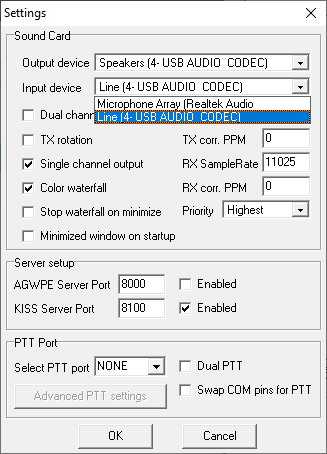 Settings
Sound Card
Output device Speakers (4- USB AUDIO CODEC)
Input device Line (4- USB AUDIO CODEC)
Microphone Array (Realtek Audio
Line (4- USB AUDIO CODEC)
Dual
TX rotation TX corr. PPM 0
Single channel output RX SampleRate 11025
Color waterfall RX corr. PPM 0
Stop waterfall on minimize Priority Highest
Minimized window on startup
Server setup
AGWPE Server Port 8000 Enabled
KISS Server Port 8100 Enabled
PTT Port
Select PTT port NONE Dual PTT
Advanced PTT settings Swap COM pins for PTT
OK Cancel